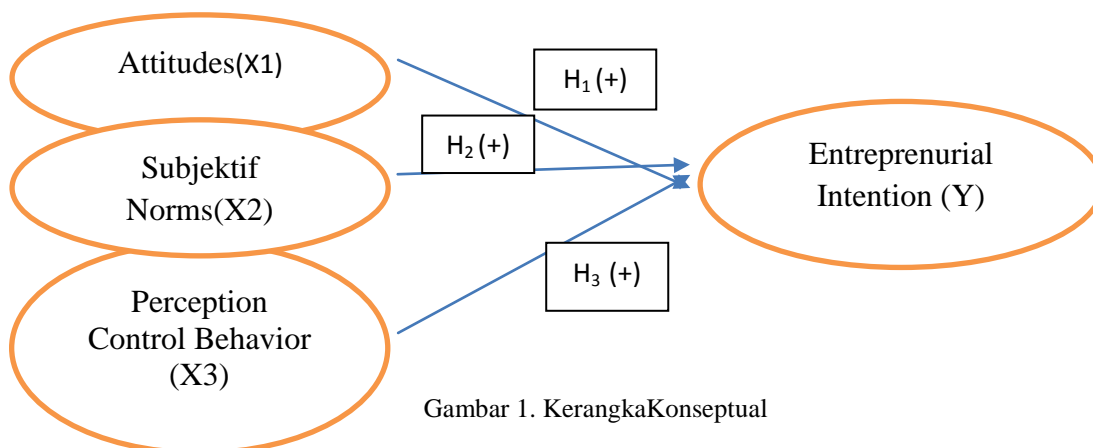 Attitudes(X1)
H₁ (+)
H₂ (+)
Subjektif
Norms(X2)
Entreprenurial
Intention (Y)
H₃ (+)
Perception
Control Behavior
(X3)
Gambar 1. KerangkaKonseptual